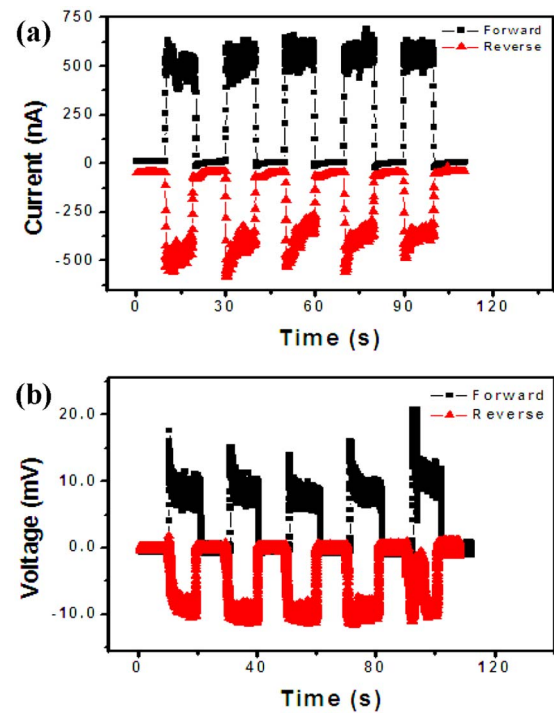 (a)
750
500
250
0
-250
-500
Current (nA)
Forward
Reverse
0
30
60
90
120
Time (s)
(b)
20.0
10.0
0.0
-10.0
Voltage (mV)
Forward
Reverse
0
40
80
120
Time (s)